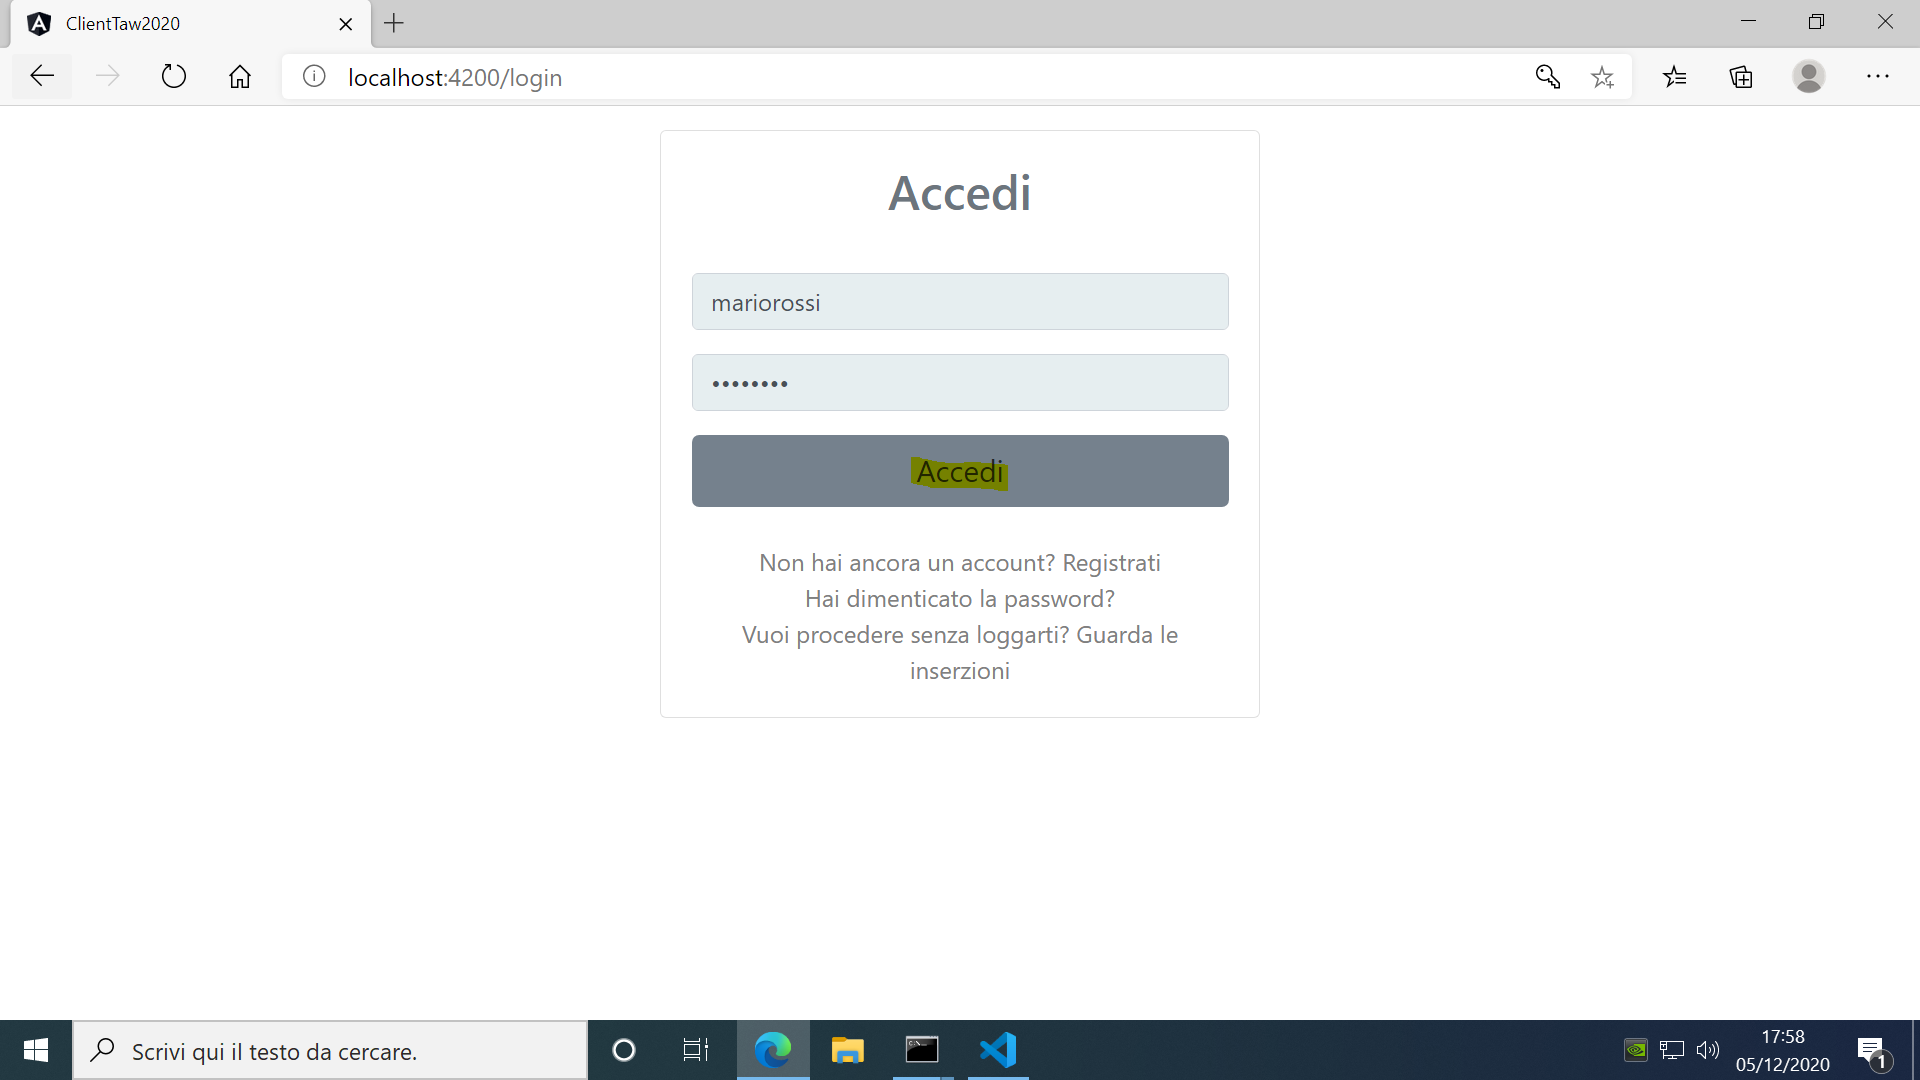 ClientTaw2020
localhost:4200/login
Accedi
mariorossi
••••••••
Accedi
Non hai ancora un account? Registrati
Hai dimenticato la password?
Vuoi procedere senza loggarti? Guarda le
inserzioni
Scrivi qui il testo da cercare.
17:58
05/12/2020
1